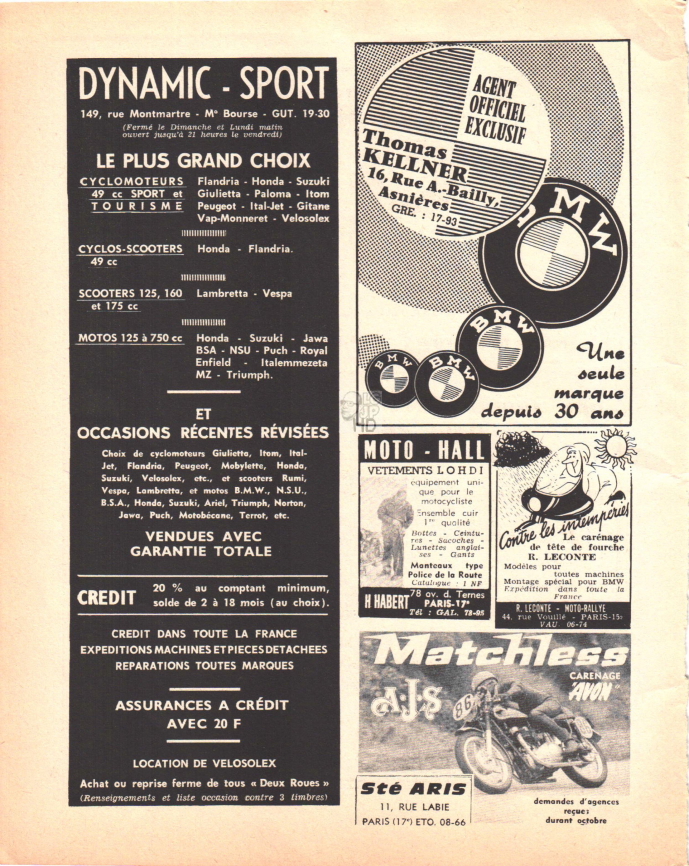 DYNAMIC - SPORT
149, rue Montmartre - Mº Bourse - GUT. 19-30
(Fermé le Dimanche et Lundi matin
ouvert jusqu'à 21 heures le vendredi)
LE PLUS GRAND CHOIX
CYCLOMOTEURS Flandria - Honda - Suzuki
49 cc SPORT et Giulietta - Paloma - Itom
TOURISME Peugeot - Ital-Jet - Gitane
Vap-Monneret - Velosolex
CYCLOS-SCOOTERS Honda - Flandria.
49 cc
SCOOTERS 125, 160 Lambretta - Vespa
et 175 cc
MOTOS 125 à 750 cc Honda - Suzuki - Jawa
BSA - NSU - Puch - Royal
Enfield - Italemmezeta
MZ - Triumph.
ET
OCCASIONS RÉCENTES RÉVISÉES
Choix de cyclomoteurs Giulietta, Itom, Ital-
Jet, Flandria, Peugeot, Mobylette, Honda,
Suzuki, Velosolex, etc., et scooters Rumi,
Vespa, Lambretta, et motos B.M.W., N.S.U.,
B.S.A., Honda, Suzuki, Ariel, Triumph, Norton,
Jawa, Puch, Motobécane, Terrot, etc.
VENDUES AVEC
GARANTIE TOTALE
CREDIT 20 % au comptant minimum,
solde de 2 à 18 mois (au choix).
CREDIT DANS TOUTE LA FRANCE
EXPEDITIONS MACHINES ET PIECES DETACHEES
REPARATIONS TOUTES MARQUES
ASSURANCES A CRÉDIT
AVEC 20 F
LOCATION DE VELOSOLEX
Achat ou reprise ferme de tous « Deux Roues »
(Renseignements et liste occasion contre 3 timbres)
AGENT
OFFICIEL
EXCLUSIF
Thomas
KELLNER
16, Rue A.-Bailly,
Asnières
GRE. : 17-93
BMW
BMW
BMW
BMW
Une
seule
marque
depuis 30 ans
MOTO - HALL
VETEMENTS LOHDI
équipement uni-
que pour le
motocycliste
Ensemble cuir
1re qualité
Bottes - Ceintu-
res - Sacoches -
Lunettes anglai-
ses - Gants
Manteaux type
Police de la Route
Catalogue : 1 NF
H HABERT 78 av. d. Ternes
PARIS-17e
Tél : GAL. 78-95
Contre les intempéries
Le carénage
de tête de fourche
R. LECONTE
Modèles pour
toutes machines
Montage spécial pour BMW
Expédition dans toute la
France
R. LECONTE - MOTO-RALLYE
44, rue Vouillé - PARIS-15e
VAU 06-74
Matchless
CARENAGE
"AVON"
A·J·S
86
Sté ARIS
11, RUE LABIE
PARIS (17e) ETO. 08-66
demandes d'agences
reçues
durant octobre